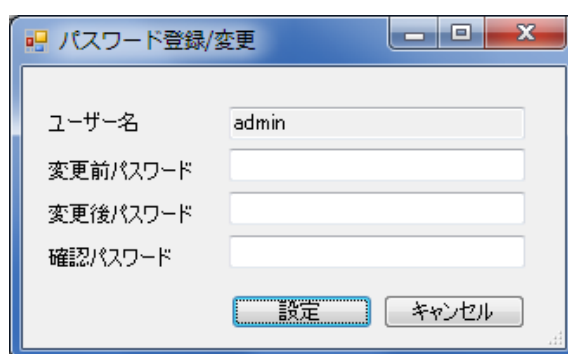 パスワード登録/変更
ユーザー名 admin
変更前パスワード
変更後パスワード
確認パスワード
設定 キャンセル